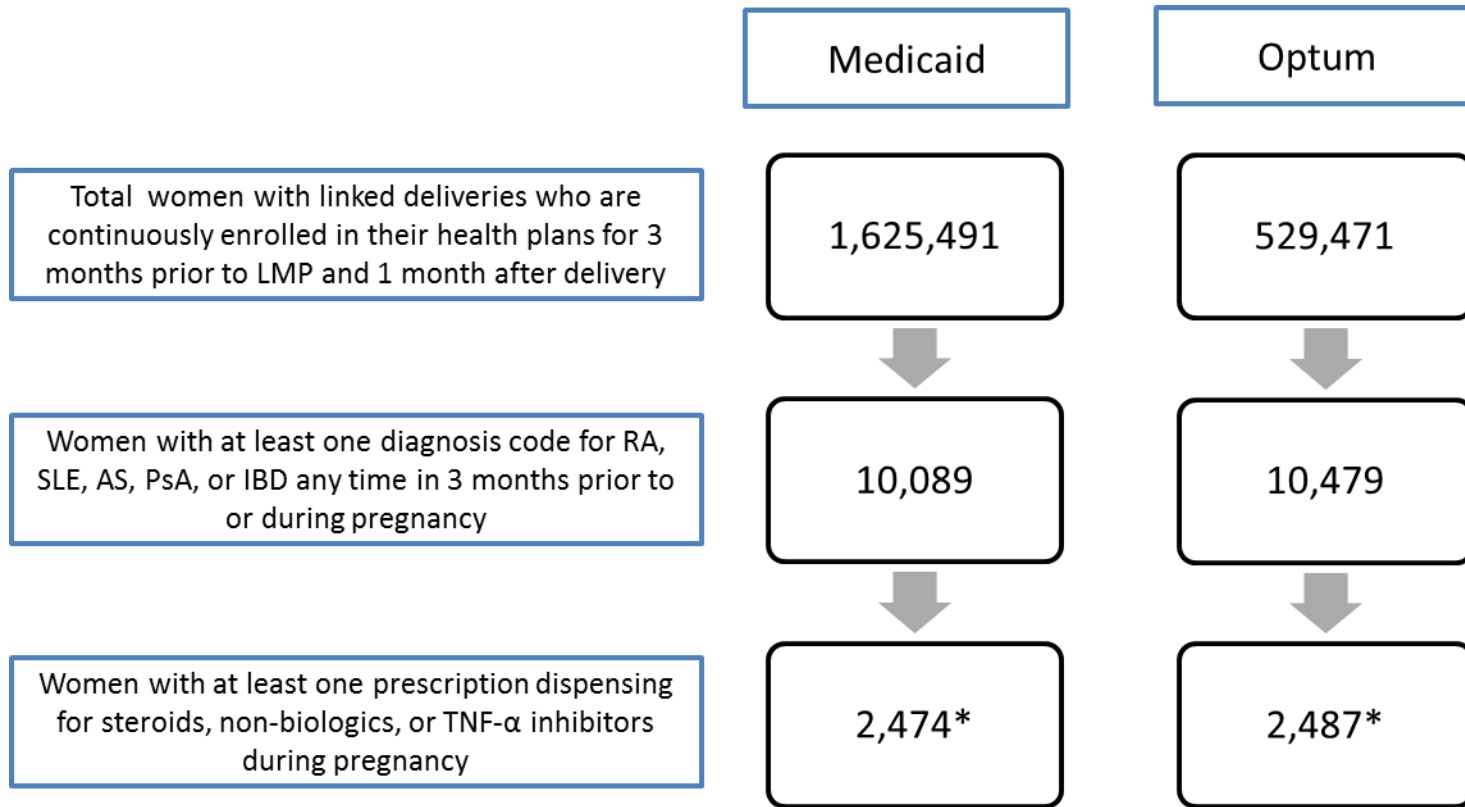 Medicaid
Optum
Total women with linked deliveries who are
continuously enrolled in their health plans for 3
months prior to LMP and 1 month after delivery
1,625,491
529,471
Women with at least one diagnosis code for RA,
SLE, AS, PsA, or IBD any time in 3 months prior to
or during pregnancy
10,089
10,479
Women with at least one prescription dispensing
for steroids, non-biologics, or TNF-α inhibitors
during pregnancy
2,474*
2,487*